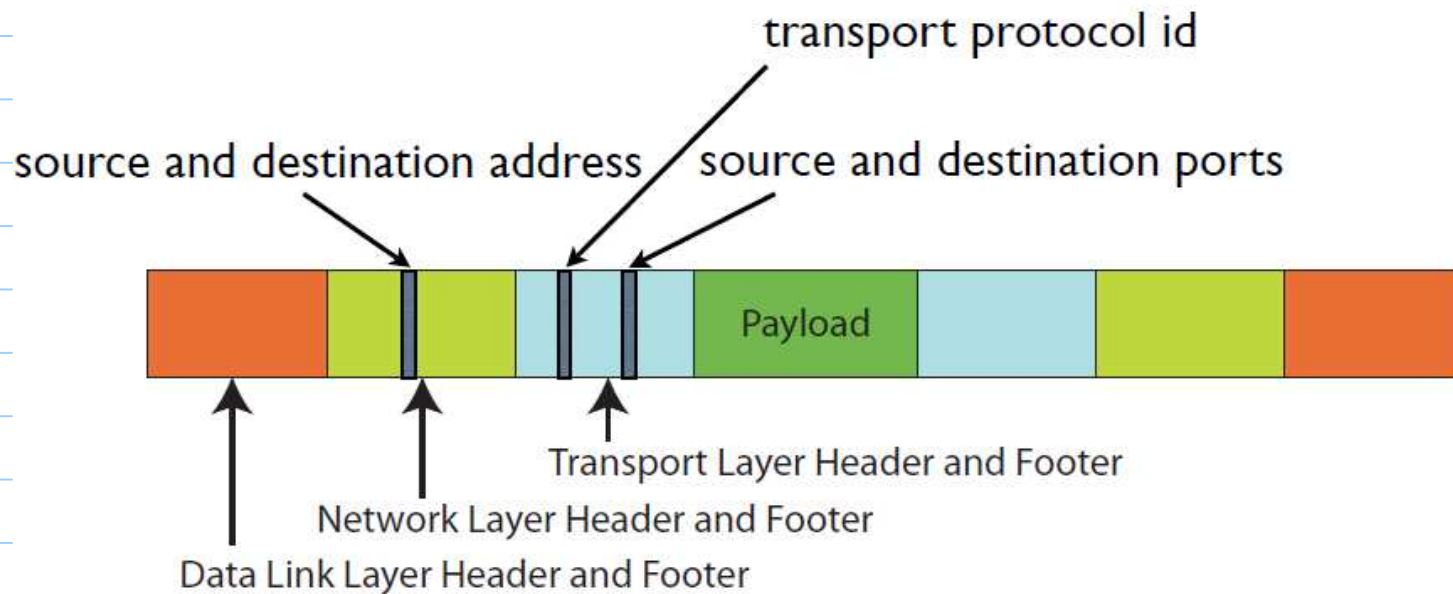 transport protocol id
source and destination address
source and destination ports
Payload
Transport Layer Header and Footer
Network Layer Header and Footer
Data Link Layer Header and Footer